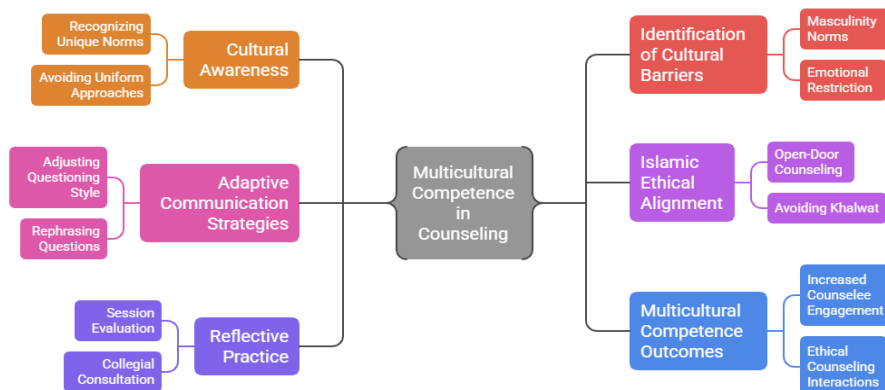 Recognizing
Unique Norms
Avoiding Uniform
Approaches
Cultural
Awareness
Adjusting
Questioning
Style
Rephrasing
Questions
Adaptive
Communication
Strategies
Session
Evaluation
Collegial
Consultation
Reflective
Practice
Multicultural
Competence
in
Counseling
Identification
of Cultural
Barriers
Masculinity
Norms
Emotional
Restriction
Islamic
Ethical
Alignment
Open-Door
Counseling
Avoiding Khalwat
Multicultural
Competence
Outcomes
Increased
Counselee
Engagement
Ethical
Counseling
Interactions